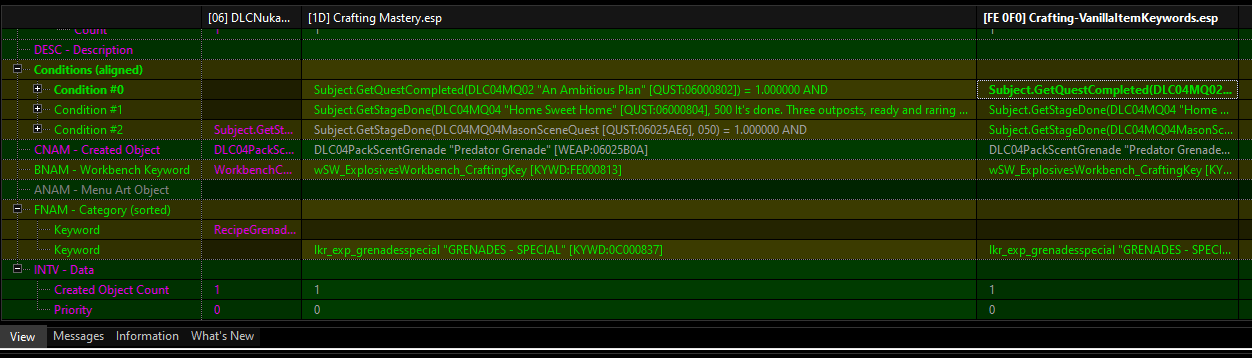 [06] DLCNuka... [1D] Crafting Mastery.esp [FE 0F0] Crafting-VanillaItemKeywords.esp
Count 1 1 1
DESC - Description
Conditions (aligned)
Condition #0 Subject.GetQuestCompleted(DLC04MQ02 "An Ambitious Plan" [QUST:06000802]) = 1.000000 AND Subject.GetQuestCompleted(DLC04MQ02...
Condition #1 Subject.GetStageDone(DLC04MQ04 "Home Sweet Home" [QUST:06000804], 500 It's done. Three outposts, ready and raring ... Subject.GetStageDone(DLC04MQ04 "Home ...
Condition #2 Subject.GetSt... Subject.GetStageDone(DLC04MQ04MasonSceneQuest [QUST:06025AE6], 050) = 1.000000 AND Subject.GetStageDone(DLC04MQ04MasonSc...
CNAM - Created Object DLC04PackSc... DLC04PackScentGrenade "Predator Grenade" [WEAP:06025B0A] DLC04PackScentGrenade "Predator Grenad...
BNAM - Workbench Keyword WorkbenchC... wSW_ExplosivesWorkbench_CraftingKey [KYWD:FE000813] wSW_ExplosivesWorkbench_CraftingKey [KY...
ANAM - Menu Art Object
FNAM - Category (sorted)
Keyword RecipeGrenad...
Keyword lkr_exp_grenadesspecial "GRENADES - SPECIAL" [KYWD:0C000837] lkr_exp_grenadesspecial "GRENADES - SPECI...
INTV - Data
Created Object Count 1 1 1
Priority 0 0 0
View Messages Information What's New